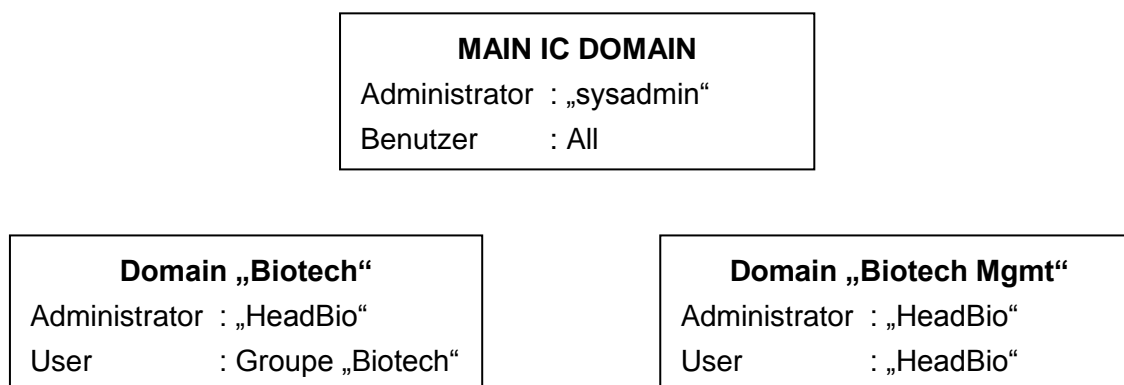 MAIN IC DOMAIN
Administrator : „sysadmin“
Benutzer : All
Domain „Biotech“
Administrator : „HeadBio“
User : Groupe „Biotech“
Domain „Biotech Mgmt“
Administrator : „HeadBio“
User : „HeadBio“